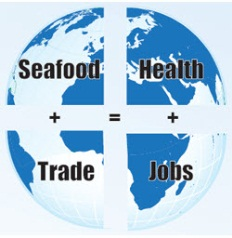 Seafood Health
+ = +
Trade Jobs